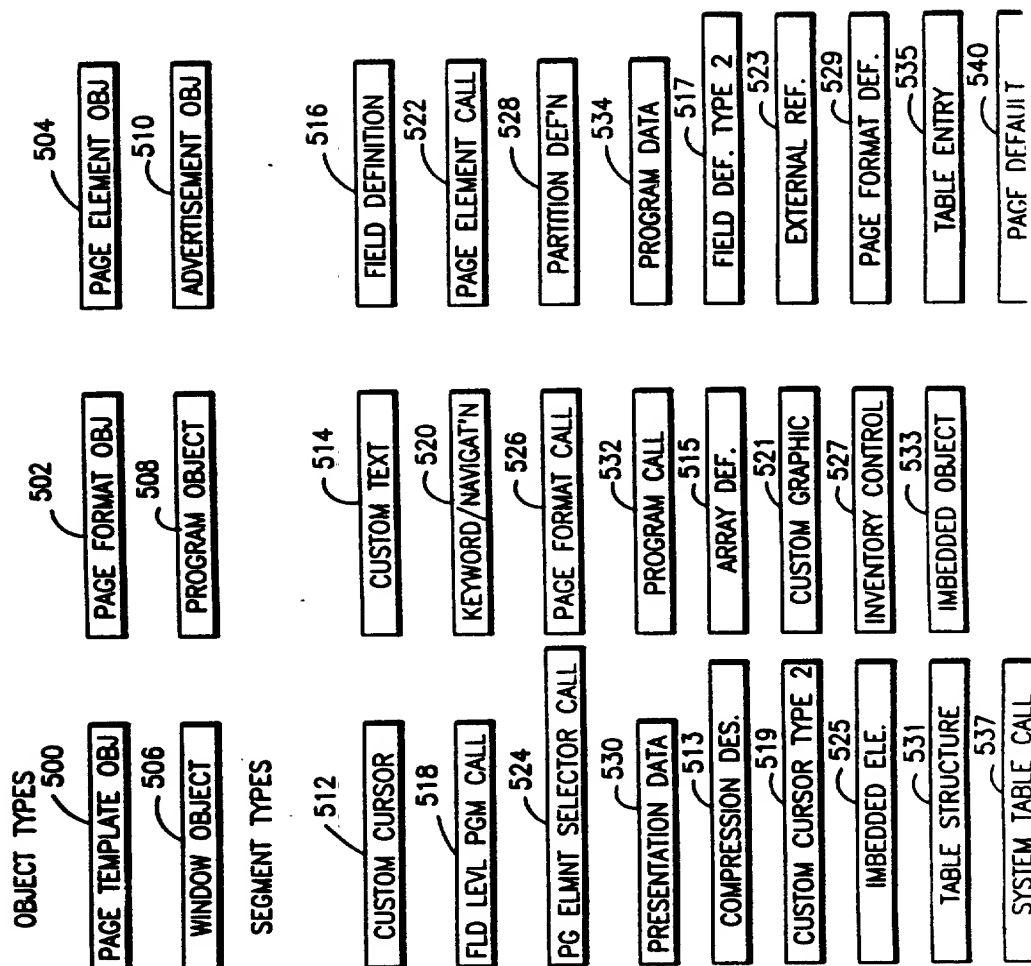 OBJECT TYPES
500
PAGE TEMPLATE OBJ
502
PAGE FORMAT OBJ
504
PAGE ELEMENT OBJ
506
WINDOW OBJECT
508
PROGRAM OBJECT
510
ADVERTISEMENT OBJ
SEGMENT TYPES
512
CUSTOM CURSOR
514
CUSTOM TEXT
516
FIELD DEFINITION
518
FLD LEVL PGM CALL
520
KEYWORD/NAVIGAT'N
522
PAGE ELEMENT CALL
524
PG ELMNT SELECTOR CALL
526
PAGE FORMAT CALL
528
PARTITION DEF'N
530
PRESENTATION DATA
532
PROGRAM CALL
534
PROGRAM DATA
513
COMPRESSION DES.
515
ARRAY DEF.
517
FIELD DEF. TYPE 2
519
CUSTOM CURSOR TYPE 2
521
CUSTOM GRAPHIC
523
EXTERNAL REF.
525
IMBEDDED ELE.
527
INVENTORY CONTROL
529
PAGE FORMAT DEF.
531
TABLE STRUCTURE
533
IMBEDDED OBJECT
535
TABLE ENTRY
537
SYSTEM TABLE CALL
540
PAGE DEFAULT